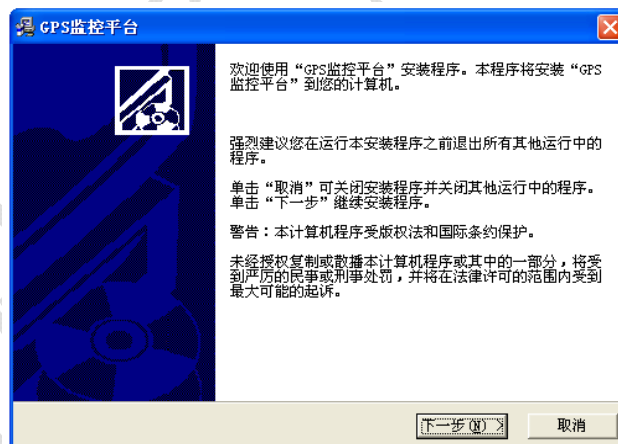 GPS监控平台
欢迎使用“GPS监控平台”安装程序。本程序将安装“GPS
监控平台”到您的计算机。
强烈建议您在运行本安装程序之前退出所有其他运行中的
程序。
单击“取消”可关闭安装程序并关闭其他运行中的程序。
单击“下一步”继续安装程序。
警告：本计算机程序受版权法和国际条约保护。
未经授权复制或散播本计算机程序或其中的一部分，将受
到严厉的民事或刑事处罚，并将在法律许可的范围内受到
最大可能的起诉。
下一步(N) > 取消